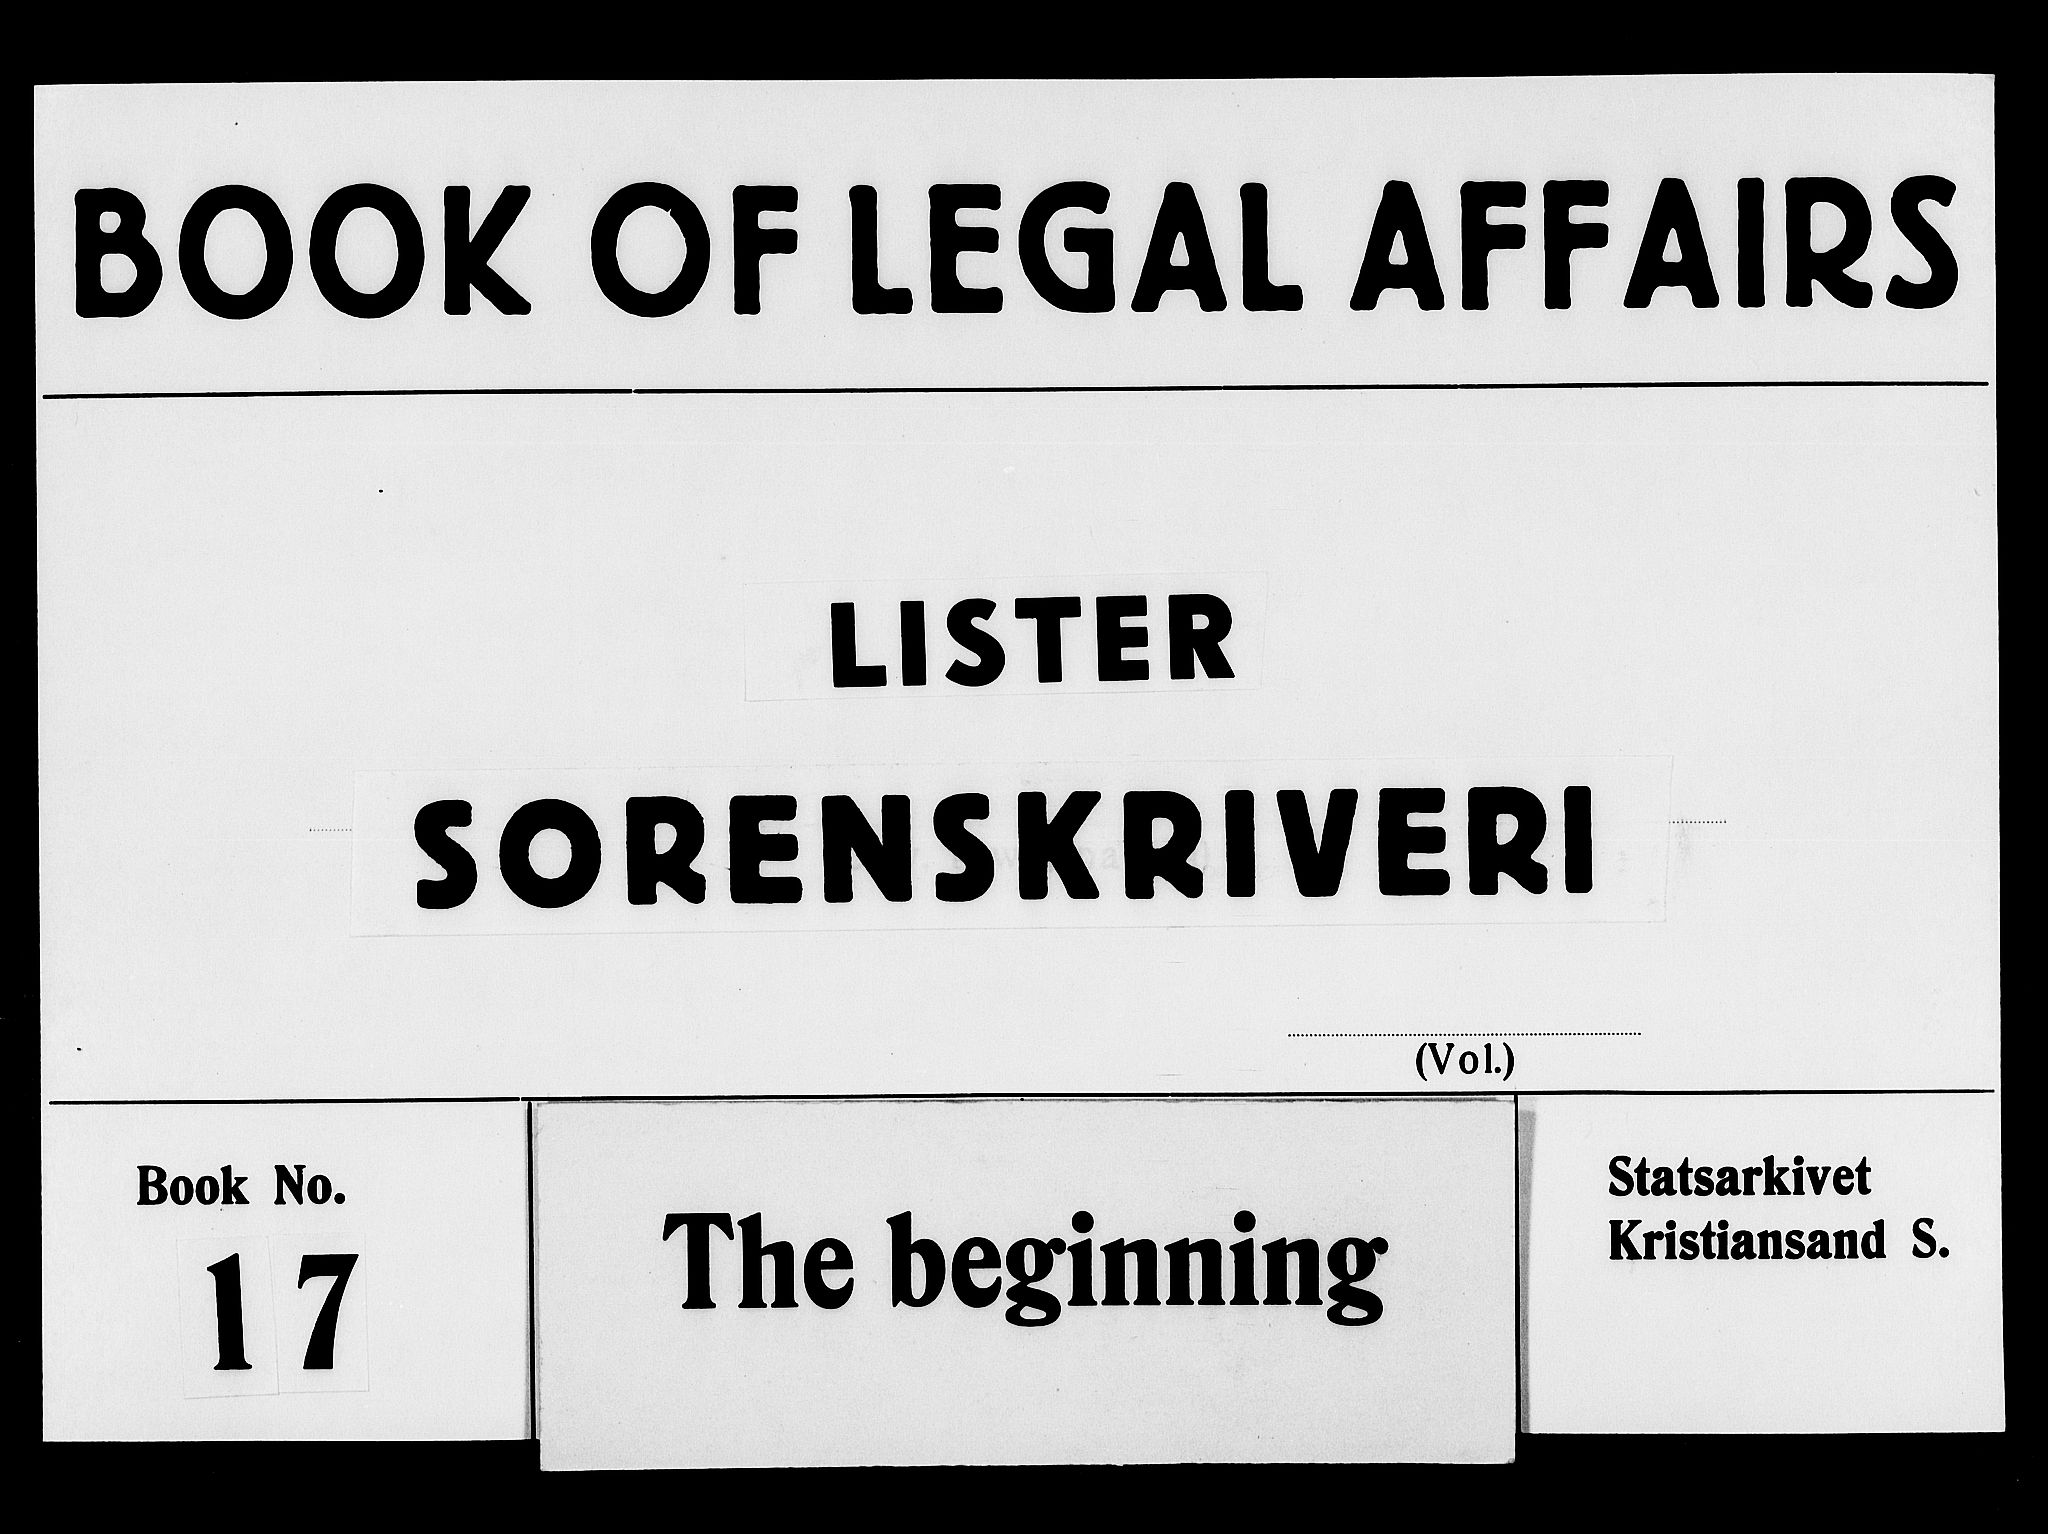 BOOK OF LEGAL AFFAIRS
LISTER
SORENSKRIVERI
(Vol.)
Book No.
17
The beginning
Statsarkivet
Kristiansand S.